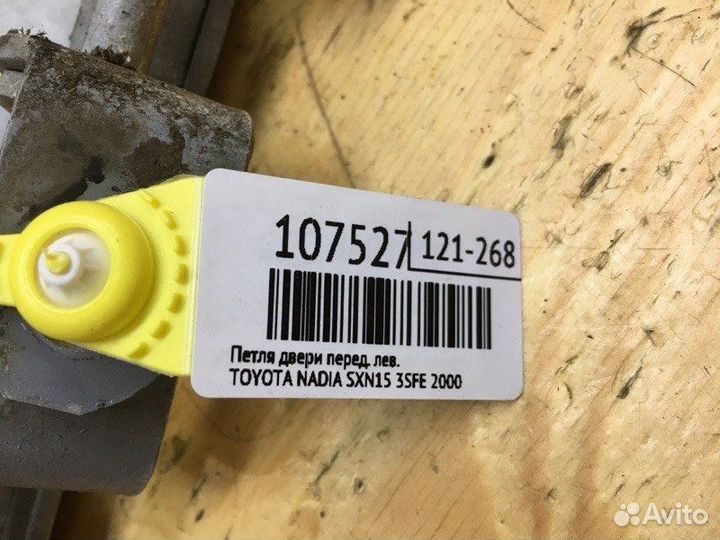 107527 121-268
Петля двери перед. лев.
TOYOTA NADIA SXN15 3SFE 2000
Avito